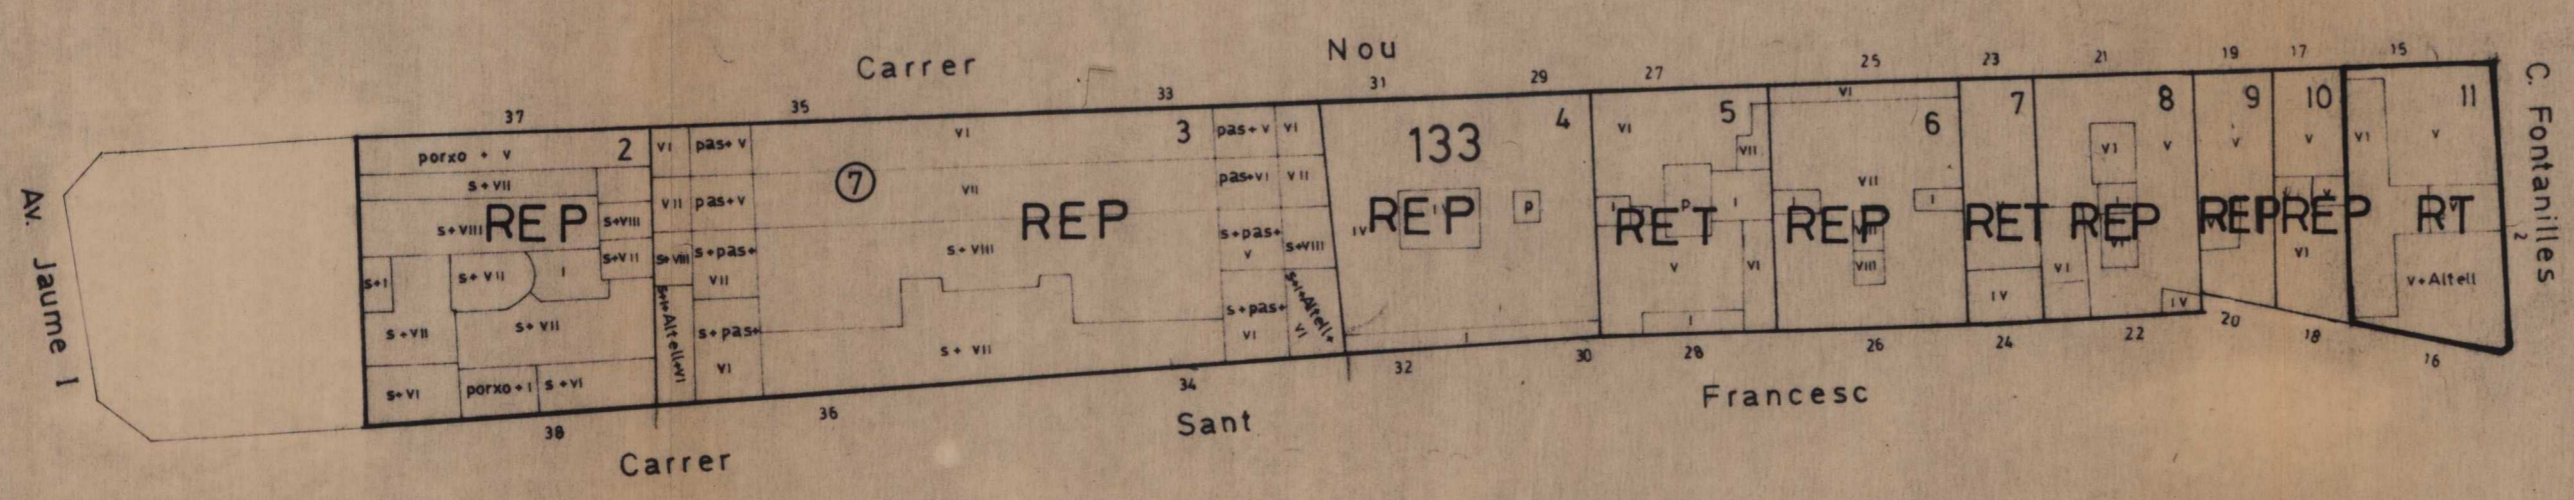 Carrer Nou
37 35 33 31 29 27 25 23 21 19 17 15
Av. Jaume I
C. Fontanilles
2
2
porxo + V
S+VII
S+VIII
REP
S+VIII
S+VII
S+I
S+VII
I
S+VII
S+VII
S+VI
porxo+I
S+VI
VI
VII
S+VIII
S+I+Altell+VI
pas+V
pas+V
S+pas+
VII
S+pas+
VI
3
7
VI
VII
REP
S+VIII
S+VII
pas+V
pas+VI
S+pas+
V
S+pas+
VI
VI
VII
S+VIII
S+I+Altell+
VI
133
4
IV
REP
I
P
I
5
VI
VII
RET
P
I
V
VI
I
6
VI
VII
I
REP
VIII
7
RET
IV
8
VI
V
REP
VI
IV
9
V
REP
10
V
REP
VI
11
VI
V
RT
V+Altell
38 36 34 32 30 28 26 24 22 20 18 16
Carrer Sant Francesc